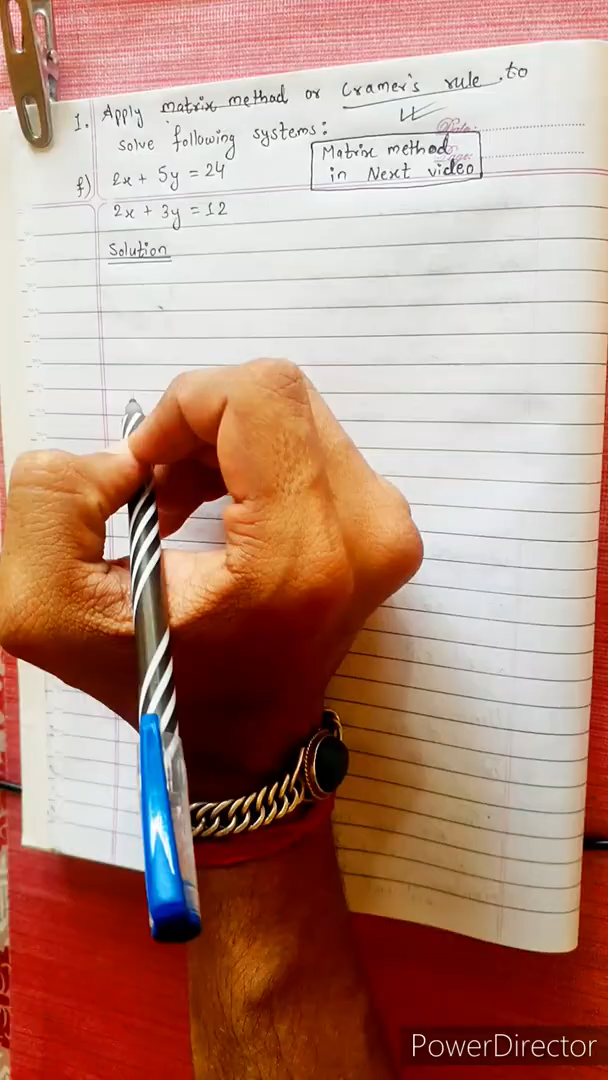 1. Apply matrix method or Cramer's rule to
solve following systems:
Date:
Matrix method
in Next video
f) 2x + 5y = 24
2x + 3y = 12
Solution
PowerDirector